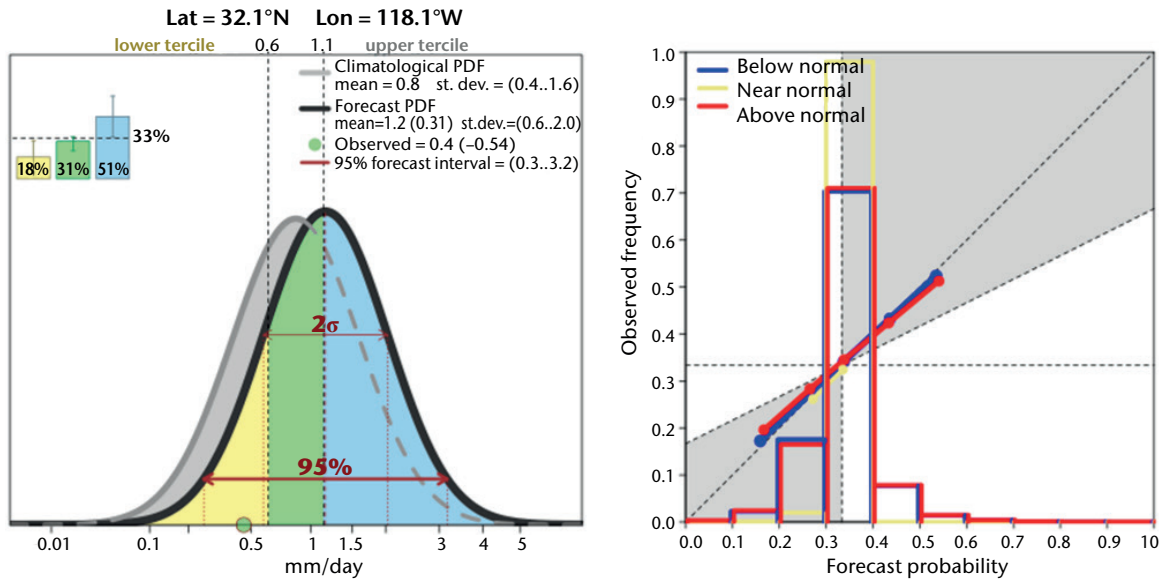 Lat = 32.1°N Lon = 118.1°W
lower tercile 0.6 1.1 upper tercile
Climatological PDF
mean = 0.8 st. dev. = (0.4..1.6)
Forecast PDF
mean=1.2 (0.31) st.dev.=(0.6..2.0)
Observed = 0.4 (–0.54)
95% forecast interval = (0.3..3.2)
33%
18% 31% 51%
2σ
95%
0.01 0.1 0.5 1 1.5 3 4 5
mm/day
Below normal
Near normal
Above normal
Observed frequency
1.0
0.9
0.8
0.7
0.6
0.5
0.4
0.3
0.2
0.1
0.0
0.0 0.1 0.2 0.3 0.4 0.5 0.6 0.7 0.8 0.9 10
Forecast probability